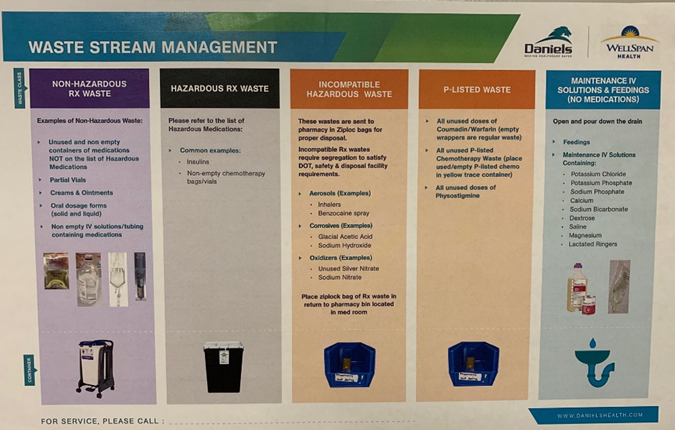 WASTE STREAM MANAGEMENT
Daniels
WELLSPAN
HEALTH
WASTE CLASS
NON-HAZARDOUS
RX WASTE
Examples of Non-Hazardous Waste:
Unused and non empty
containers of medications
NOT on the list of Hazardous
Medications
Partial Vials
Creams & Ointments
Oral dosage forms
(solid and liquid)
Non empty IV solutions/tubing
containing medications
HAZARDOUS RX WASTE
Please refer to the list of
Hazardous Medications:
Common examples:
Insulins
Non-empty chemotherapy
bags/vials
INCOMPATIBLE
HAZARDOUS WASTE
These wastes are sent to
pharmacy in Ziploc bags for
proper disposal.
Incompatible Rx wastes
require segregation to satisfy
DOT, safety & disposal facility
requirements.
Aerosols (Examples)
Inhalers
Benzocaine spray
Corrosives (Examples)
Glacial Acetic Acid
Sodium Hydroxide
Oxidizers (Examples)
Unused Silver Nitrate
Sodium Nitrate
Place ziplock bag of Rx waste in
return to pharmacy bin located
in med room
P-LISTED WASTE
All unused doses of
Coumadin/Warfarin (empty
wrappers are regular waste)
All unused P-listed
Chemotherapy Waste (place
used/empty P-listed chemo
in yellow trace container)
All unused doses of
Physostigmine
MAINTENANCE IV
SOLUTIONS & FEEDINGS
(NO MEDICATIONS)
Open and pour down the drain
Feedings
Maintenance IV Solutions
Containing:
Potassium Chloride
Potassium Phosphate
Sodium Phosphate
Calcium
Sodium Bicarbonate
Dextrose
Saline
Magnesium
Lactated Ringers
CONTAINER
FOR SERVICE, PLEASE CALL :
WWW.DANIELSHEALTH.COM